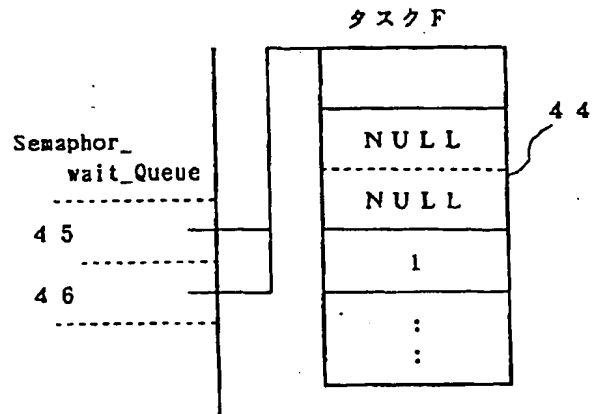 タスクF
44
Semaphor_
wait_Queue
NULL
NULL
45
1
46
:
: